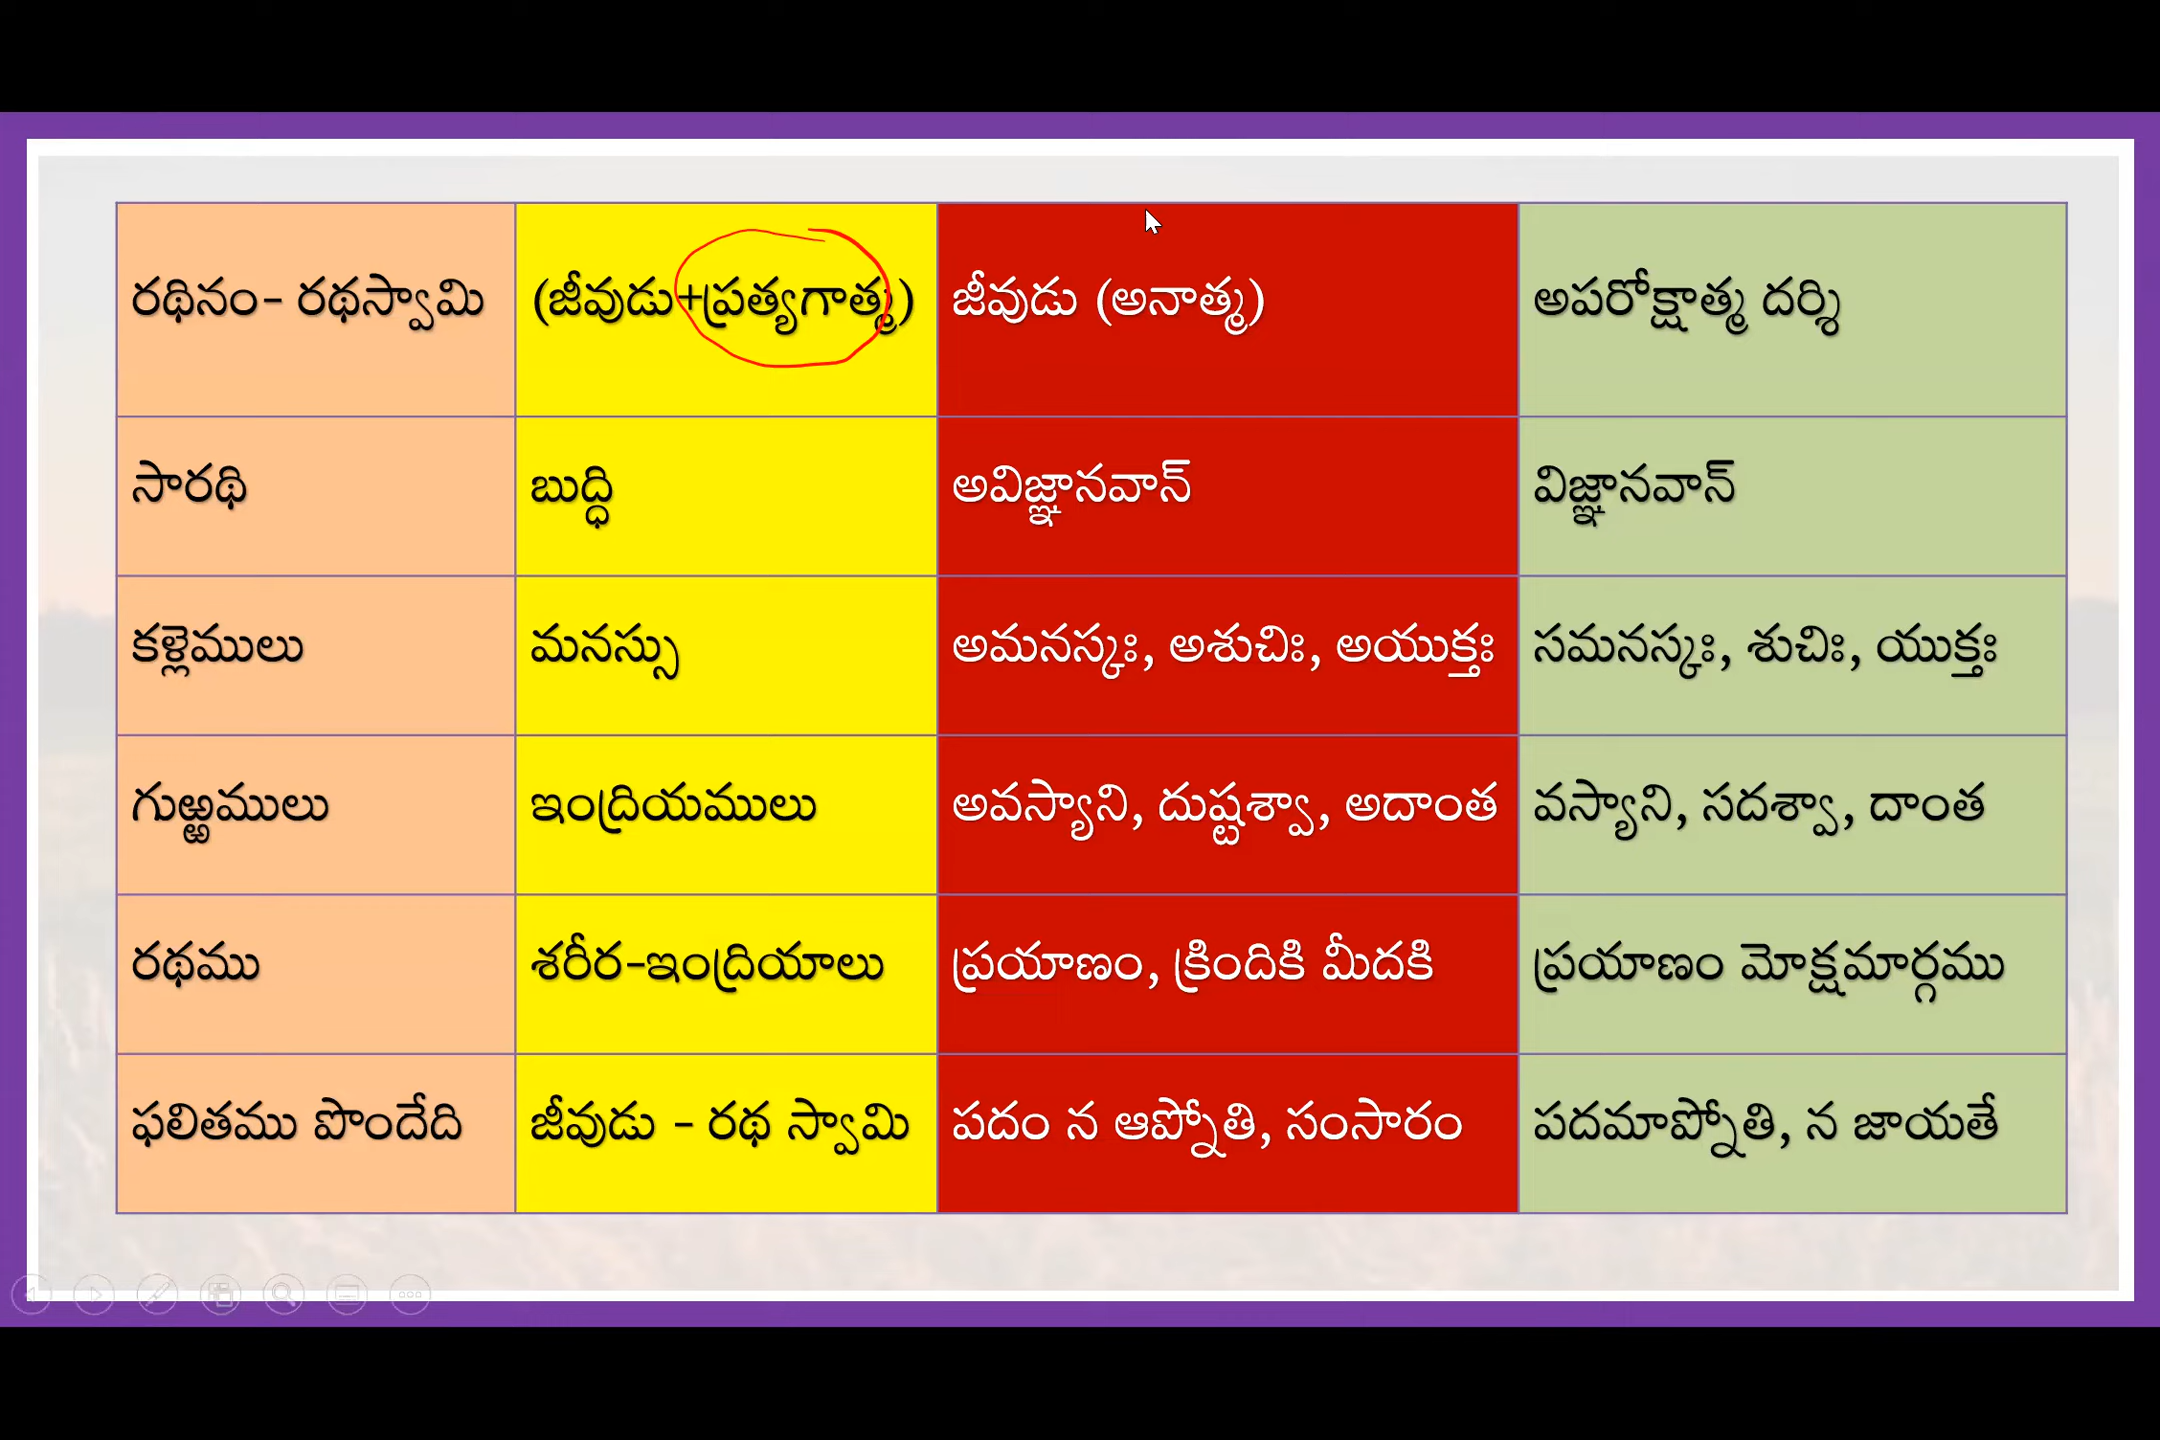 రథినం- రథస్వామి (జీవుడు+ప్రత్యగాత్మ) జీవుడు (అనాత్మ) అపరోక్షాత్మ దర్శి
సారథి బుద్ధి అవిజ్ఞానవాన్ విజ్ఞానవాన్
కళ్లెములు మనస్సు అమనస్కః, అశుచిః, అయుక్తః సమనస్కః, శుచిః, యుక్తః
గుఱ్ఱములు ఇంద్రియములు అవస్యాని, దుష్టశ్వా, అదాంత వస్యాని, సదశ్వా, దాంత
రథము శరీర-ఇంద్రియాలు ప్రయాణం, క్రిందికి మీదకి ప్రయాణం మోక్షమార్గము
ఫలితము పొందేది జీవుడు - రథ స్వామి పదం న ఆప్నోతి, సంసారం పదమాప్నోతి, న జాయతే